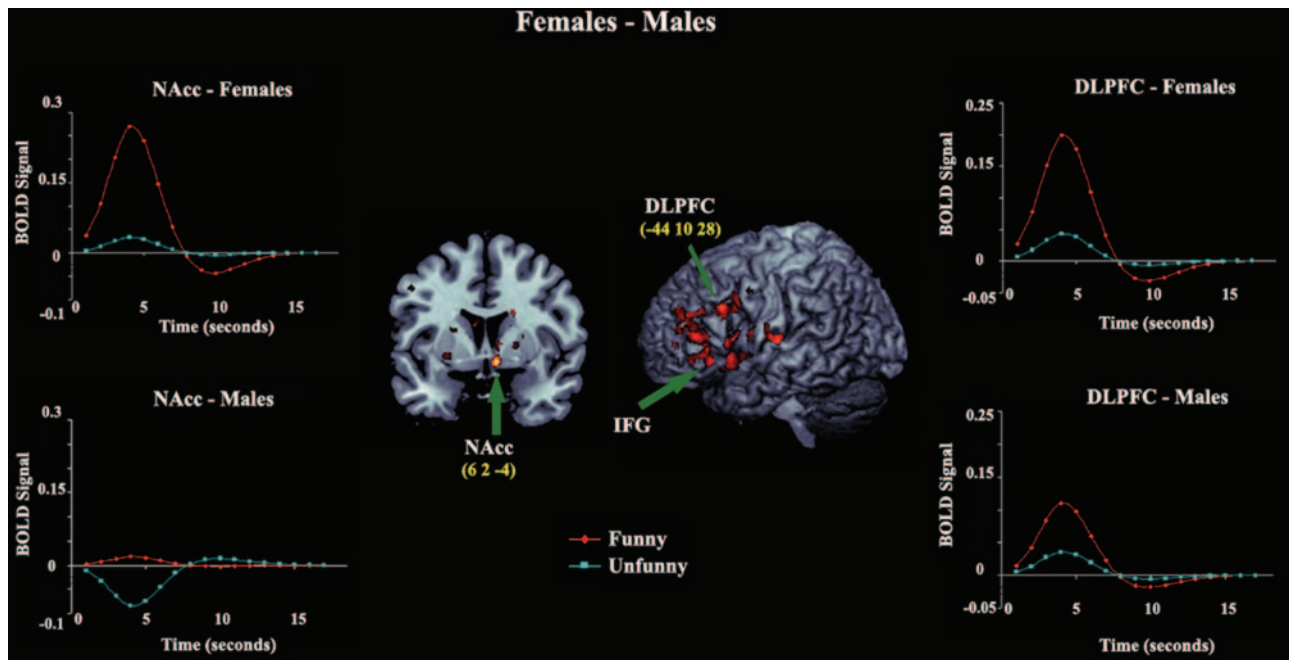 Females - Males
NAcc - Females
0.3
0.15
0
-0.1
BOLD Signal
0 5 10 15
Time (seconds)
DLPFC - Females
0.25
0.15
0
-0.05
BOLD Signal
0 5 10 15
Time (seconds)
DLPFC
(-44 10 28)
IFG
NAcc
(6 2 -4)
NAcc - Males
0.3
0.15
0
-0.1
BOLD Signal
0 5 10 15
Time (seconds)
Funny
Unfunny
DLPFC - Males
0.25
0.15
0
-0.05
BOLD Signal
0 5 10 15
Time (seconds)